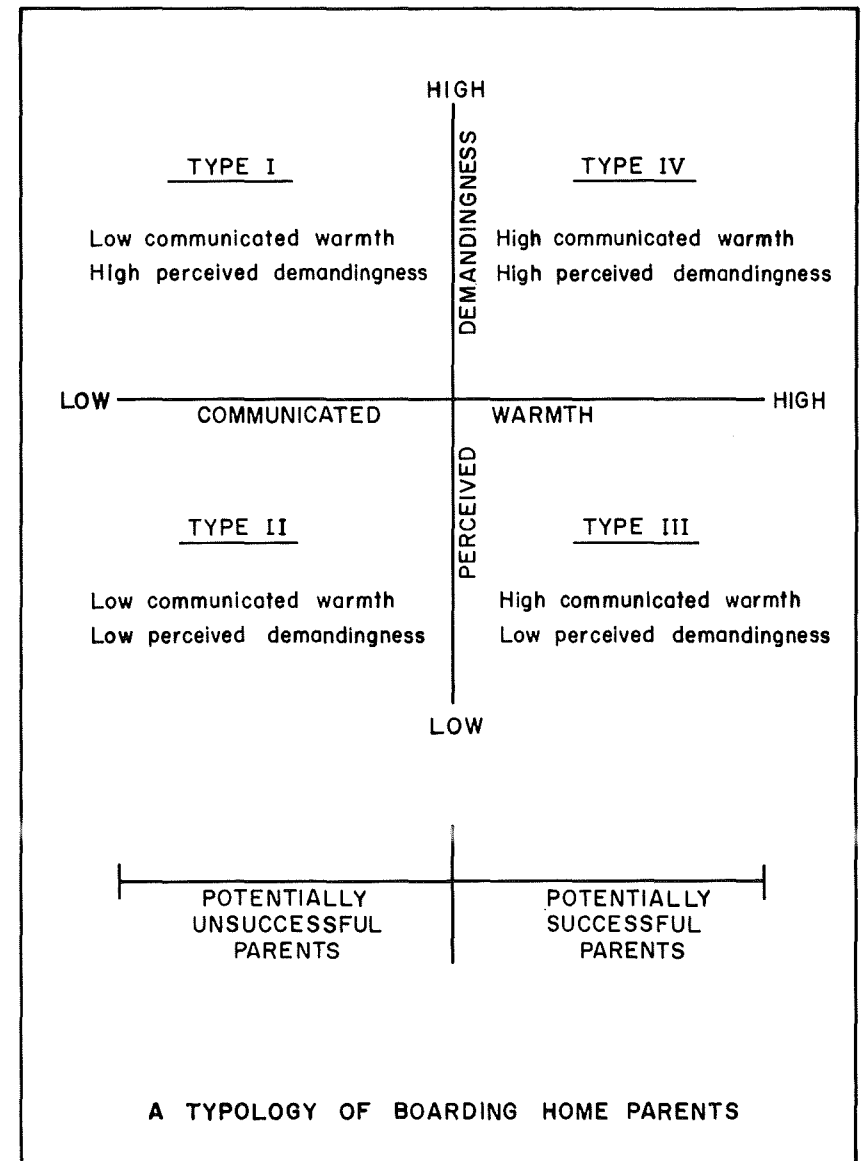 HIGH
TYPE I
Low communicated warmth
High perceived demandingness
TYPE IV
High communicated warmth
High perceived demandingness
DEMANDINGNESS
LOW
COMMUNICATED WARMTH
HIGH
PERCEIVED
TYPE II
Low communicated warmth
Low perceived demandingness
TYPE III
High communicated warmth
Low perceived demandingness
LOW
POTENTIALLY
UNSUCCESSFUL
PARENTS
POTENTIALLY
SUCCESSFUL
PARENTS
A TYPOLOGY OF BOARDING HOME PARENTS